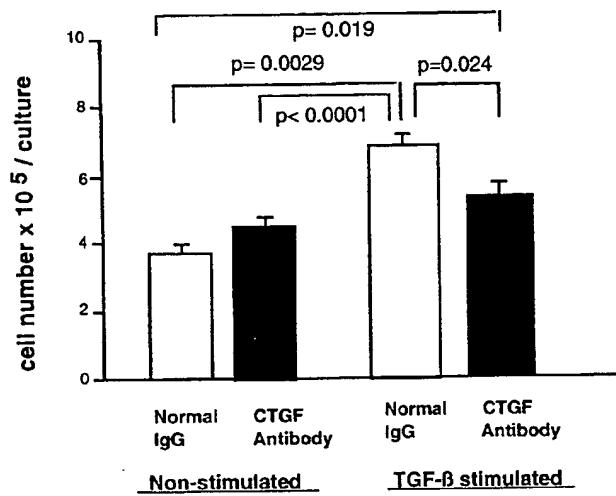 p= 0.019
p= 0.0029
p=0.024
p< 0.0001
cell number x 10 5 / culture
10
8
6
4
2
0
Normal IgG
CTGF Antibody
Normal IgG
CTGF Antibody
Non-stimulated
TGF-ß stimulated